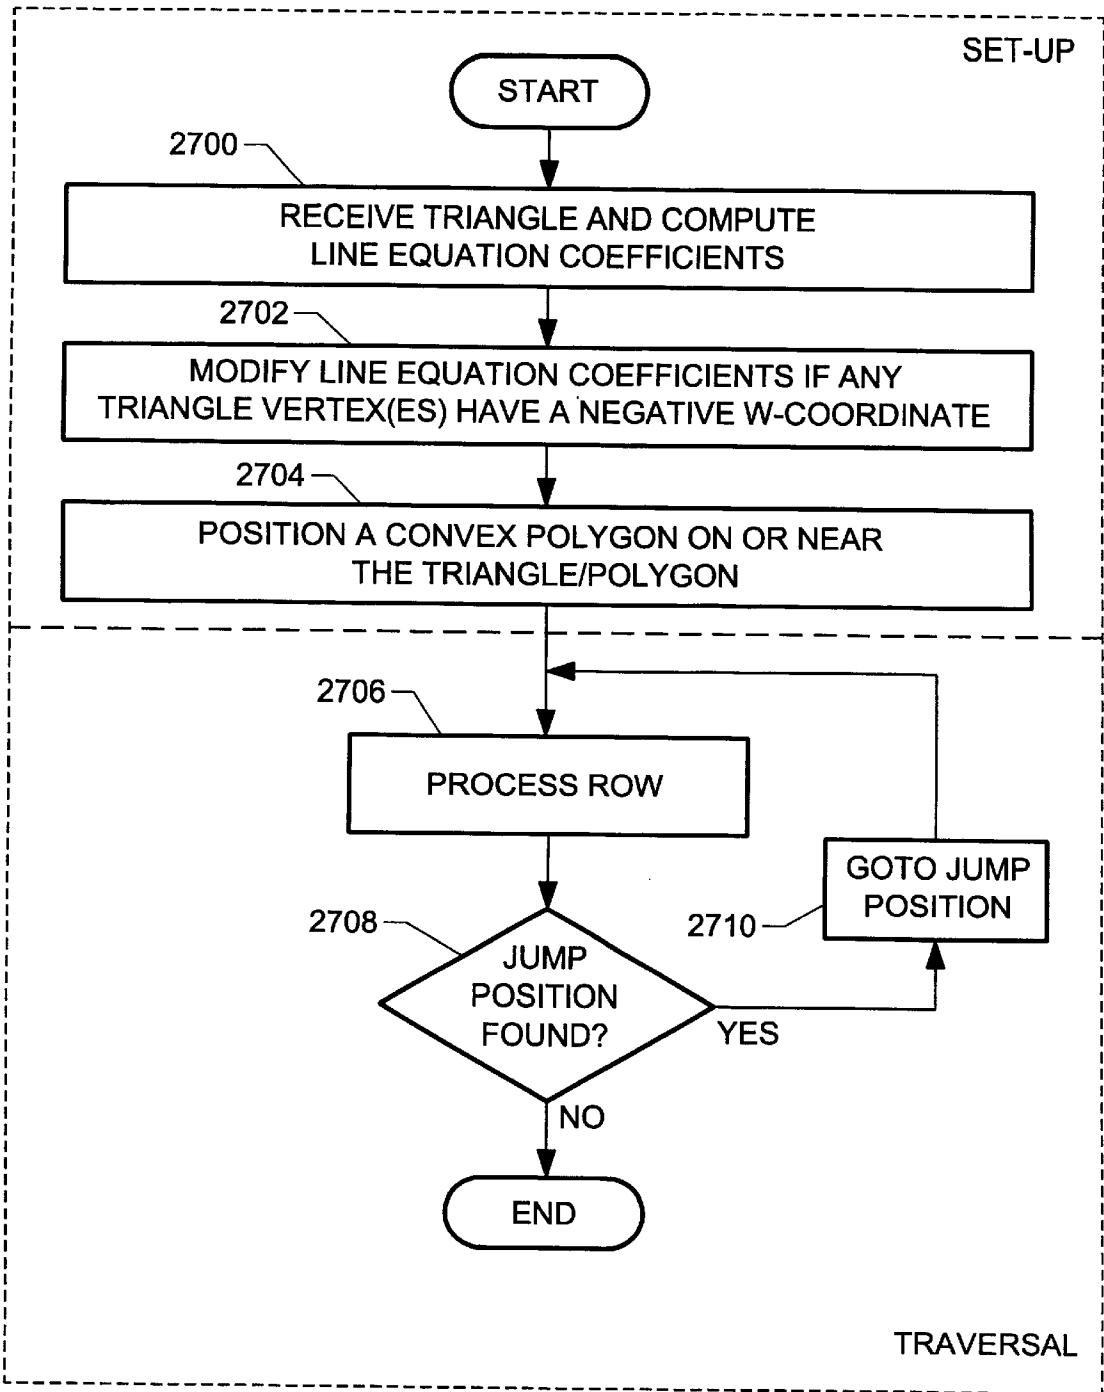 SET-UP
START
2700
RECEIVE TRIANGLE AND COMPUTE
LINE EQUATION COEFFICIENTS
2702
MODIFY LINE EQUATION COEFFICIENTS IF ANY
TRIANGLE VERTEX(ES) HAVE A NEGATIVE W-COORDINATE
2704
POSITION A CONVEX POLYGON ON OR NEAR
THE TRIANGLE/POLYGON
2706
PROCESS ROW
GOTO JUMP
POSITION
2710
2708
JUMP
POSITION
FOUND?
YES
NO
END
TRAVERSAL